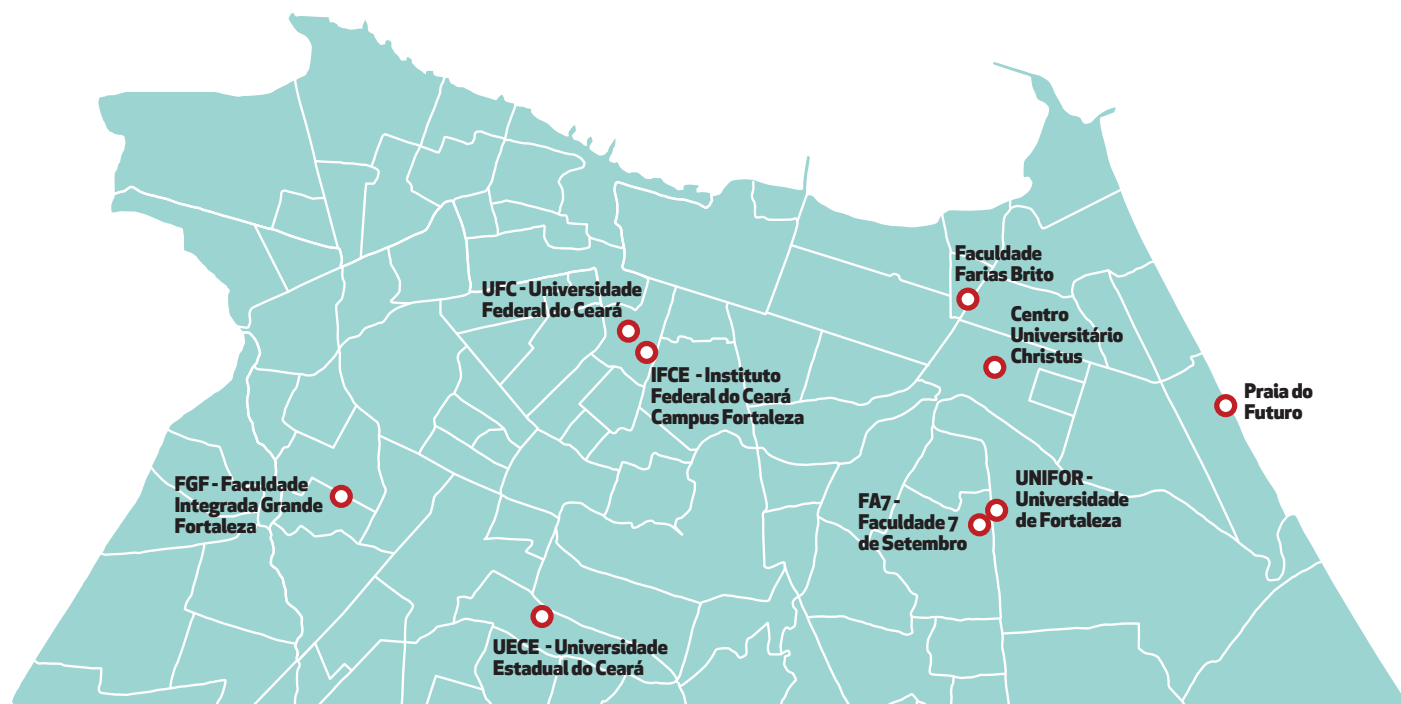 Faculdade
Farias Brito
UFC - Universidade
Federal do Ceará
Centro
Universitário
Christus
IFCE - Instituto
Federal do Ceará
Campus Fortaleza
Praia do
Futuro
FGF - Faculdade
Integrada Grande
Fortaleza
UNIFOR -
Universidade
de Fortaleza
FA7 -
Faculdade 7
de Setembro
UECE - Universidade
Estadual do Ceará